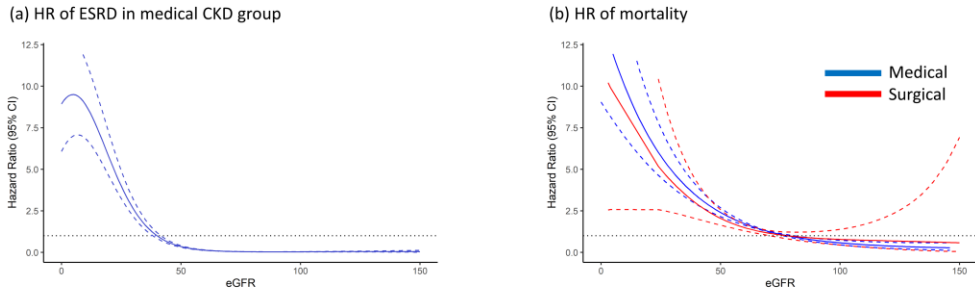 (a) HR of ESRD in medical CKD group
12.5
10.0
7.5
5.0
2.5
0.0
Hazard Ratio (95% CI)
0
50
100
150
eGFR
(b) HR of mortality
12.5
10.0
7.5
5.0
2.5
0.0
Hazard Ratio (95% CI)
0
50
100
150
eGFR
Medical
Surgical